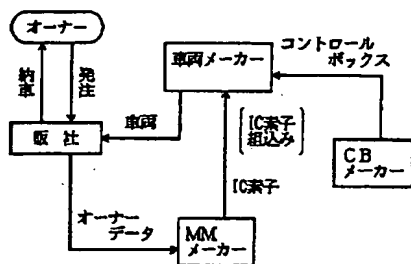 オーナー
納車
発注
販社
車両
車両メーカー
コントロール
ボックス
IC素子
組込み
CB
メーカー
IC素子
オーナー
データ
MM
メーカー